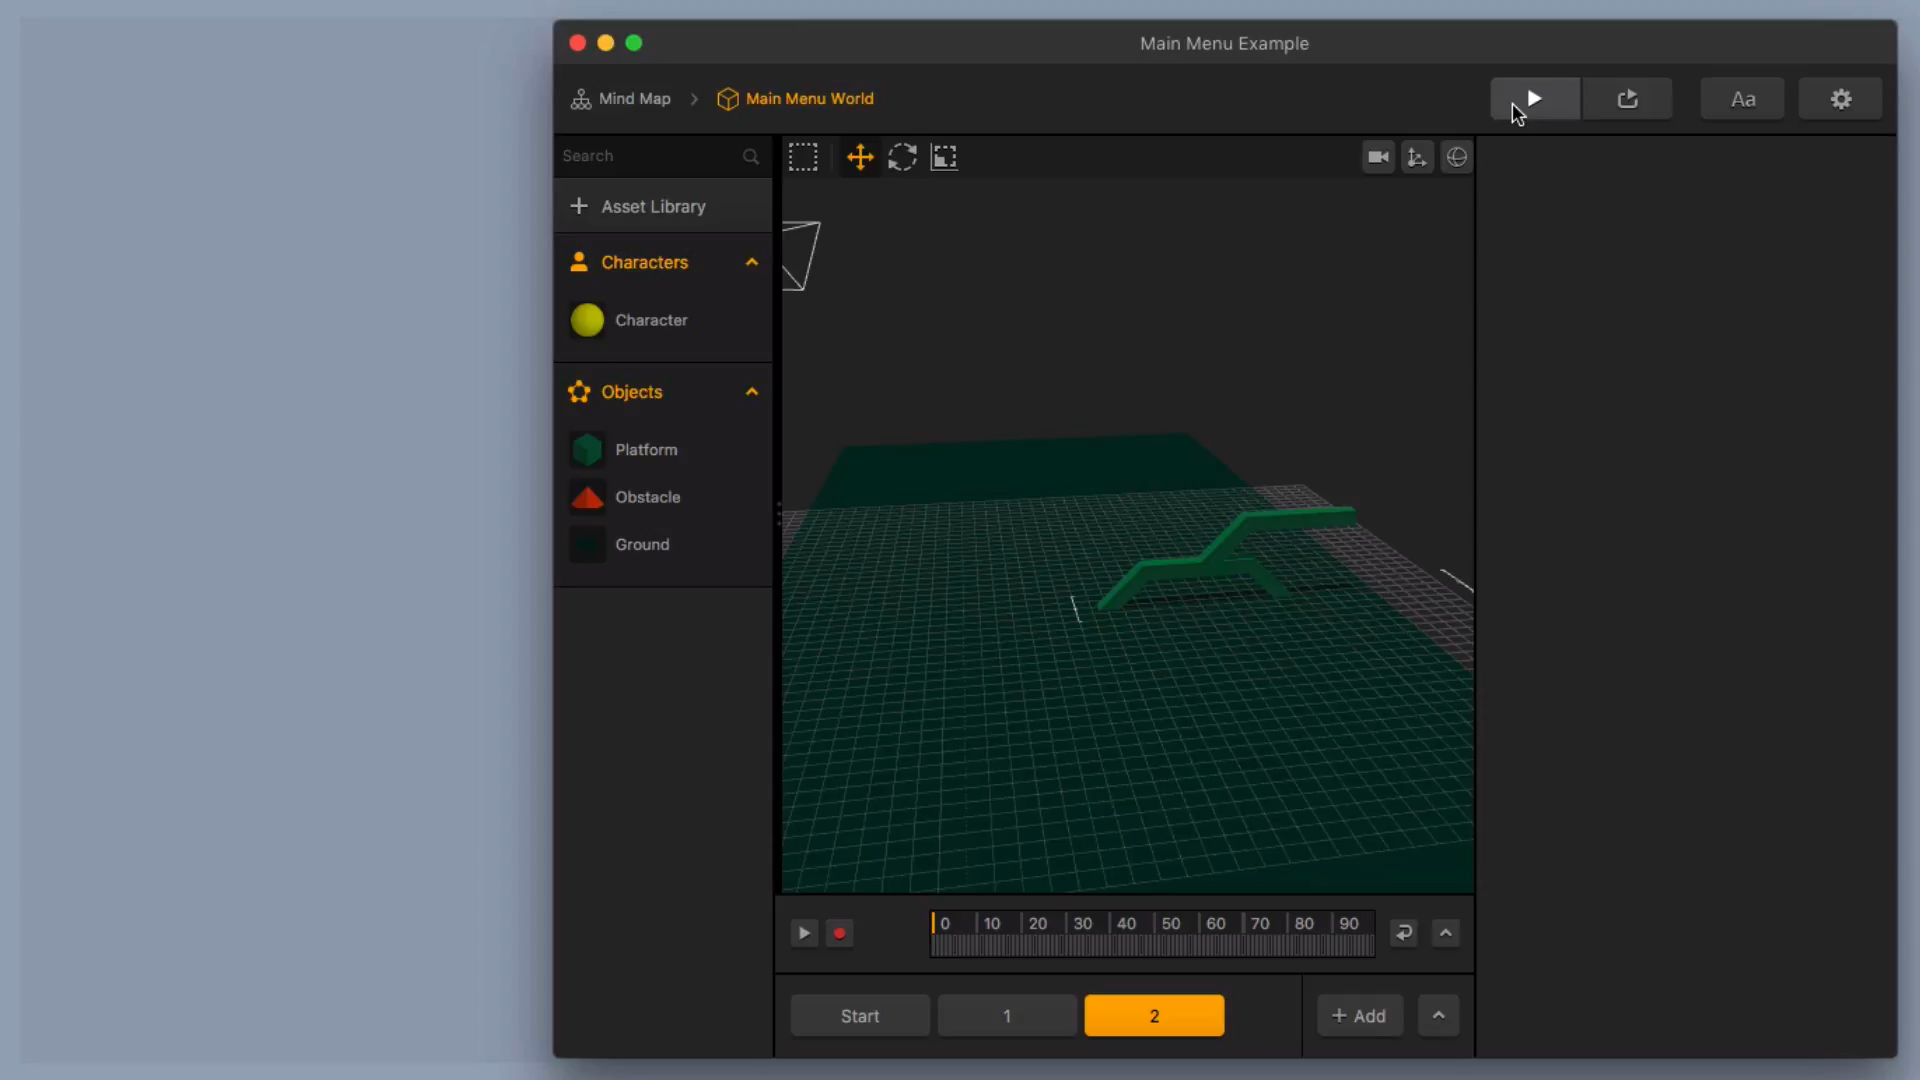 Main Menu Example
Mind Map
Main Menu World
Aa
Search
Asset Library
Characters
Character
Objects
Platform
Obstacle
Ground
0 10 20 30 40 50 60 70 80 90
Start 1 2 + Add